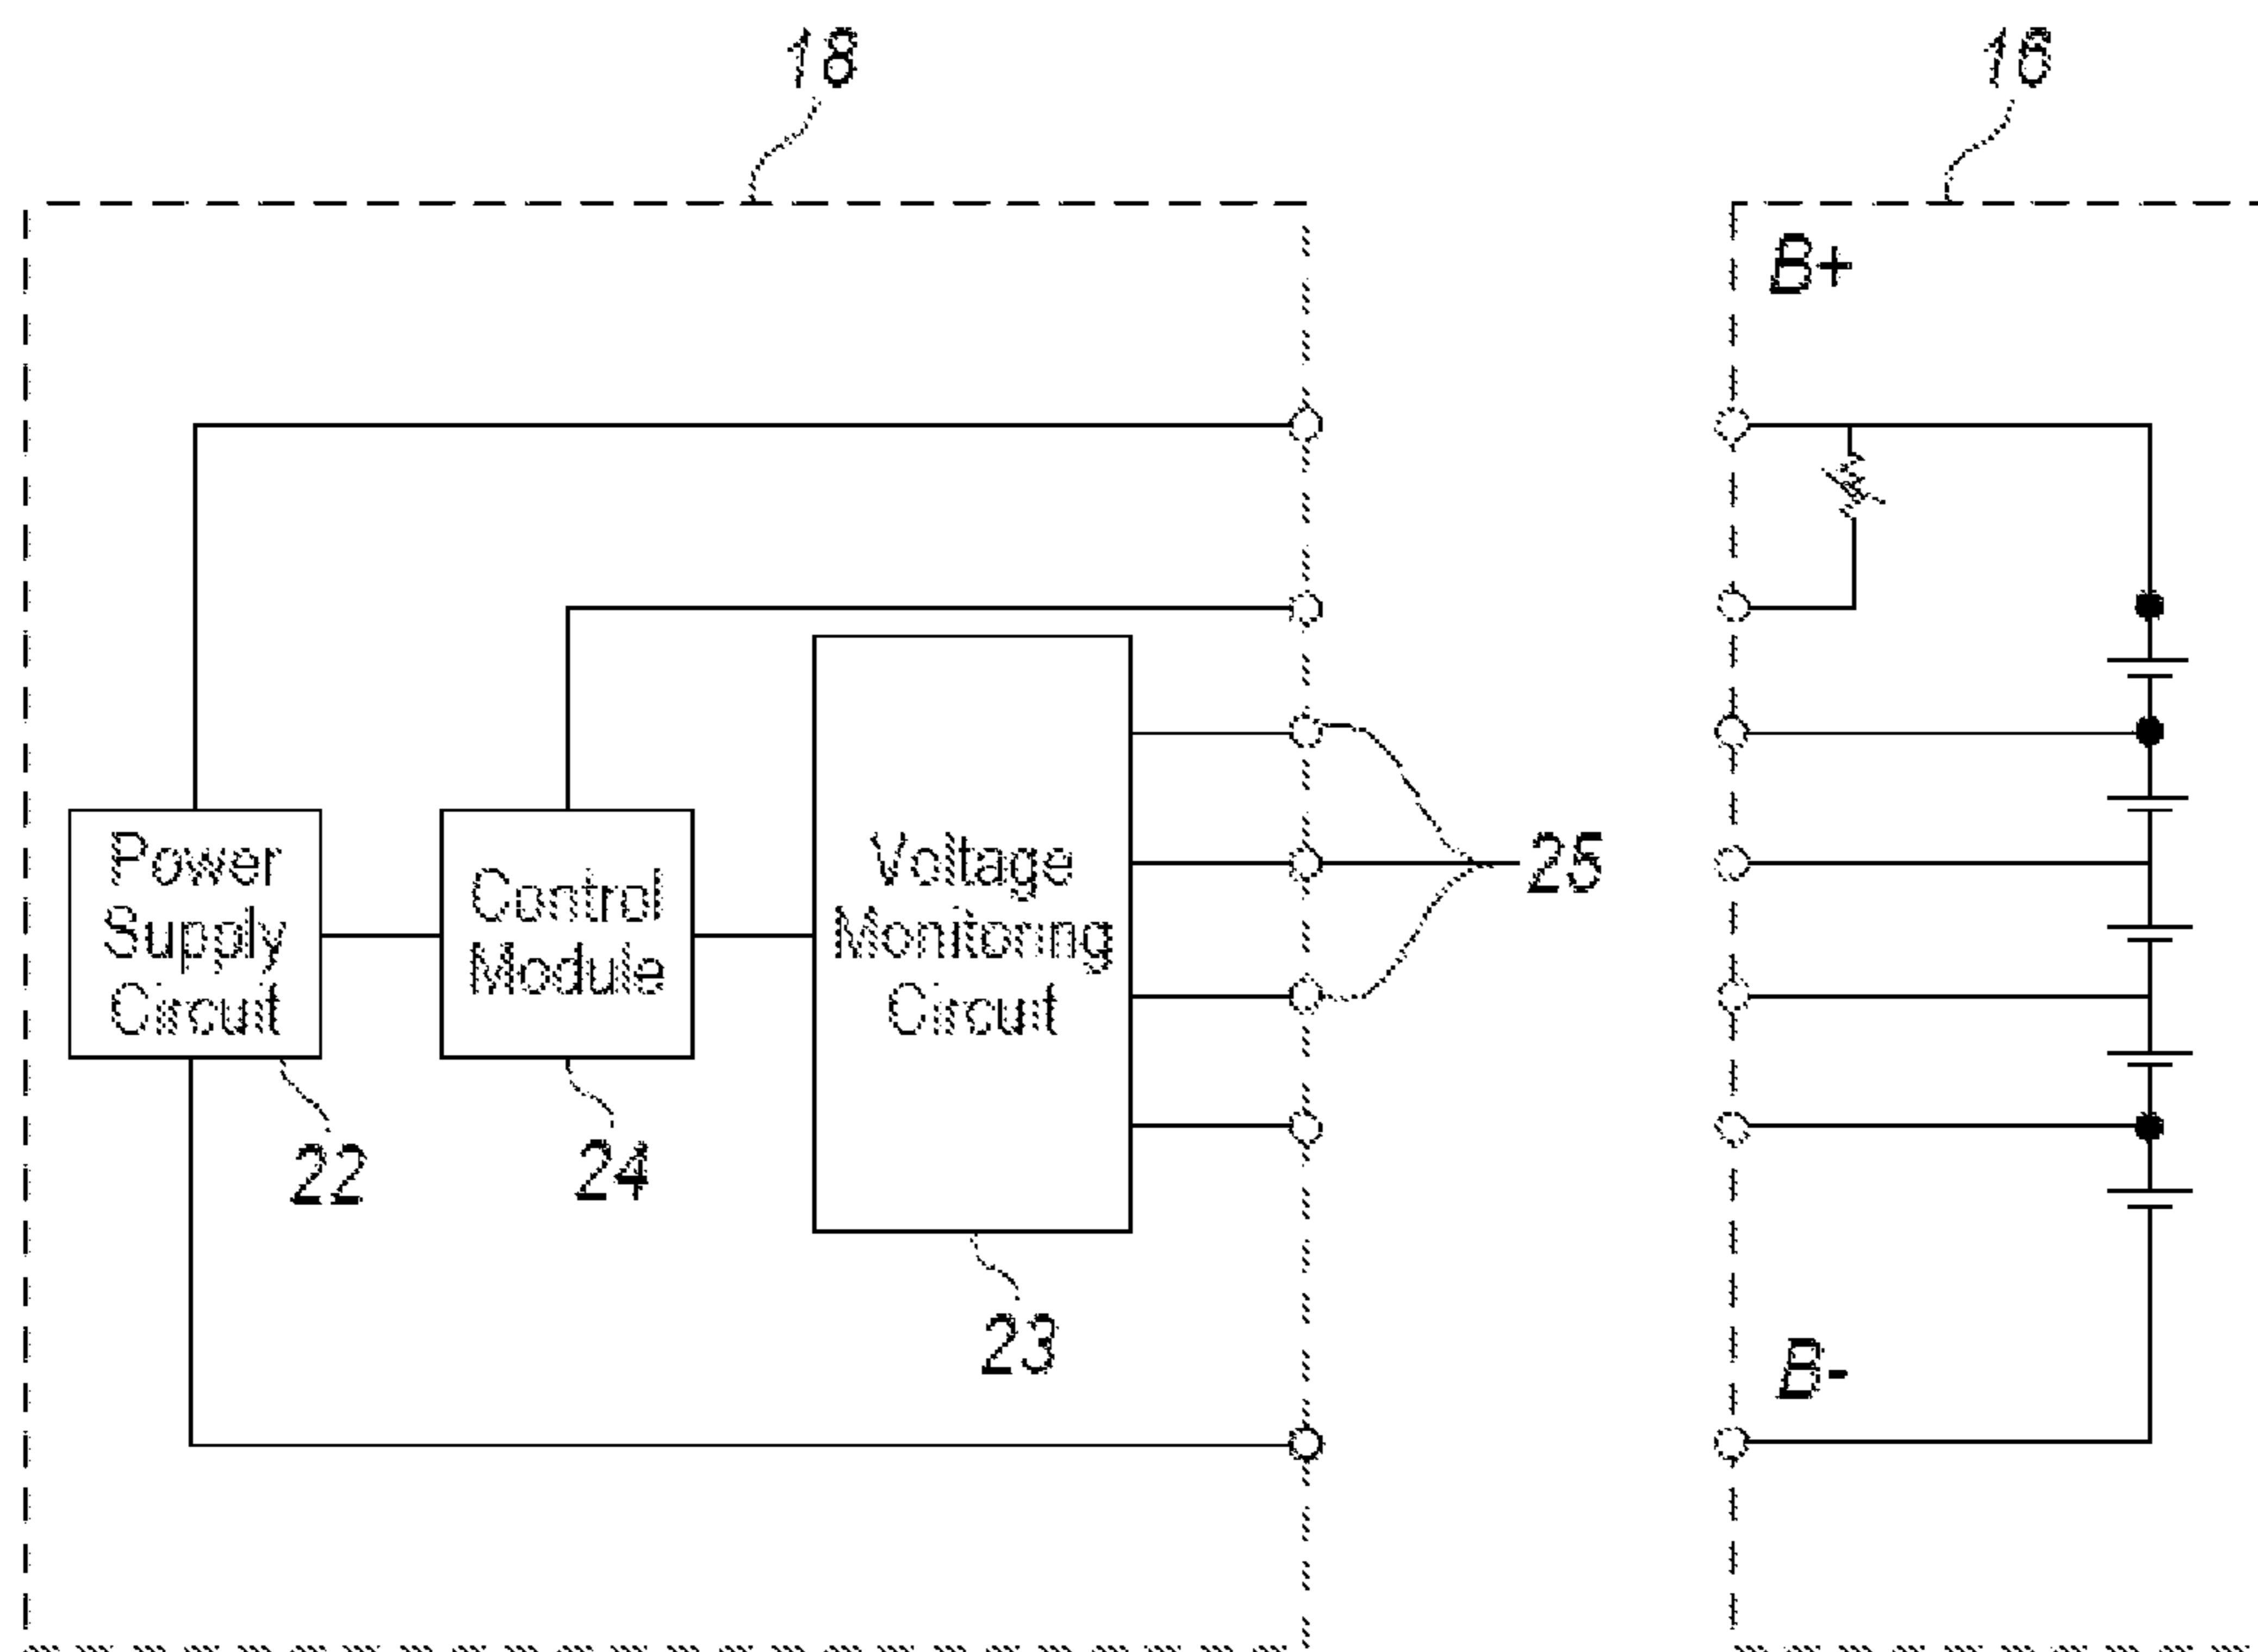 18
16
B+
Power
Supply
Circuit
Control
Module
Voltage
Monitoring
Circuit
25
22
24
23
B-